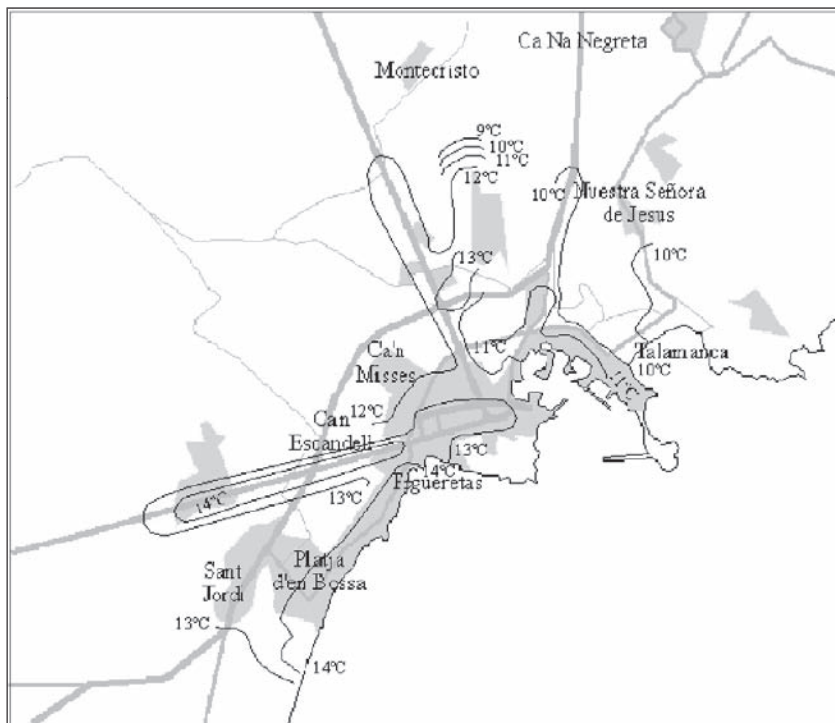 Ca Na Negreta
Montecristo
9ºC
10ºC
11ºC
12ºC
10ºC
Nuestra Señora
de Jesus
13ºC
10ºC
11ºC
Talamanca
10ºC
11ºC
Ca'n
Misses
12ºC
Can
Escandell
13ºC
14ºC
Figueretas
13ºC
14ºC
Platja
d'en Bossa
Sant
Jordi
13ºC
14ºC